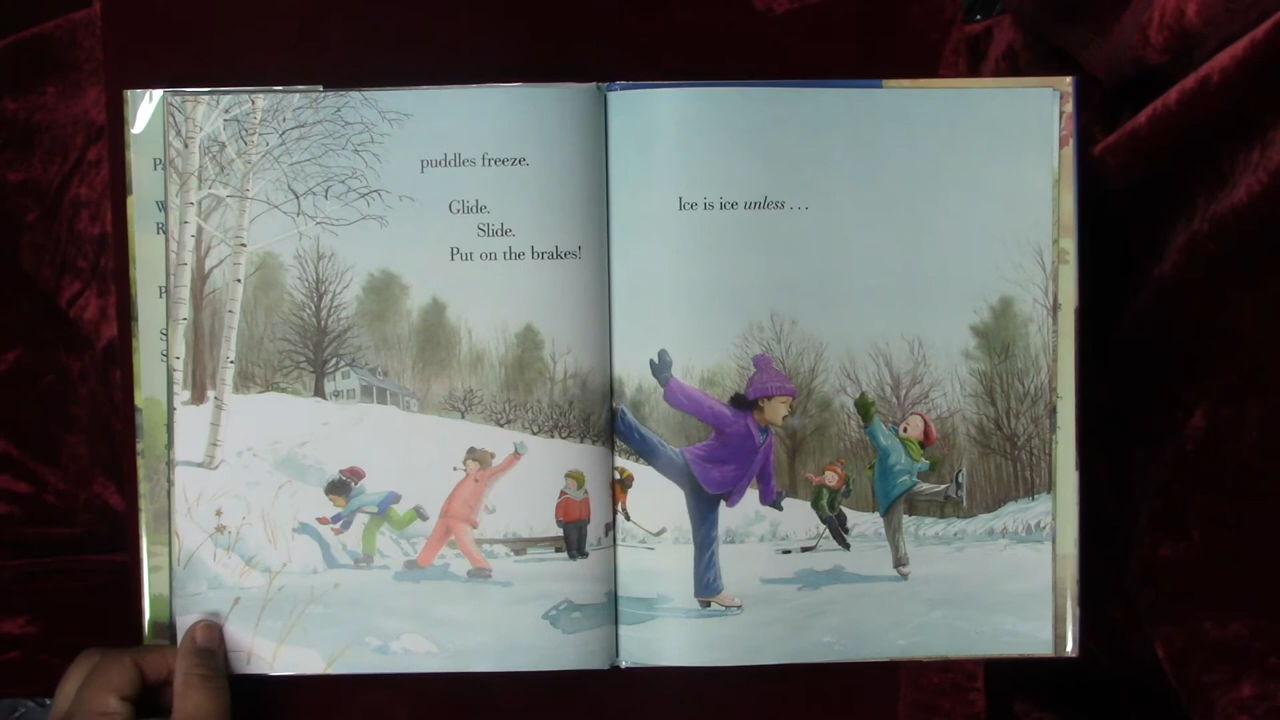 puddles freeze.
Glide.
Slide.
Put on the brakes!
Ice is ice unless . . .